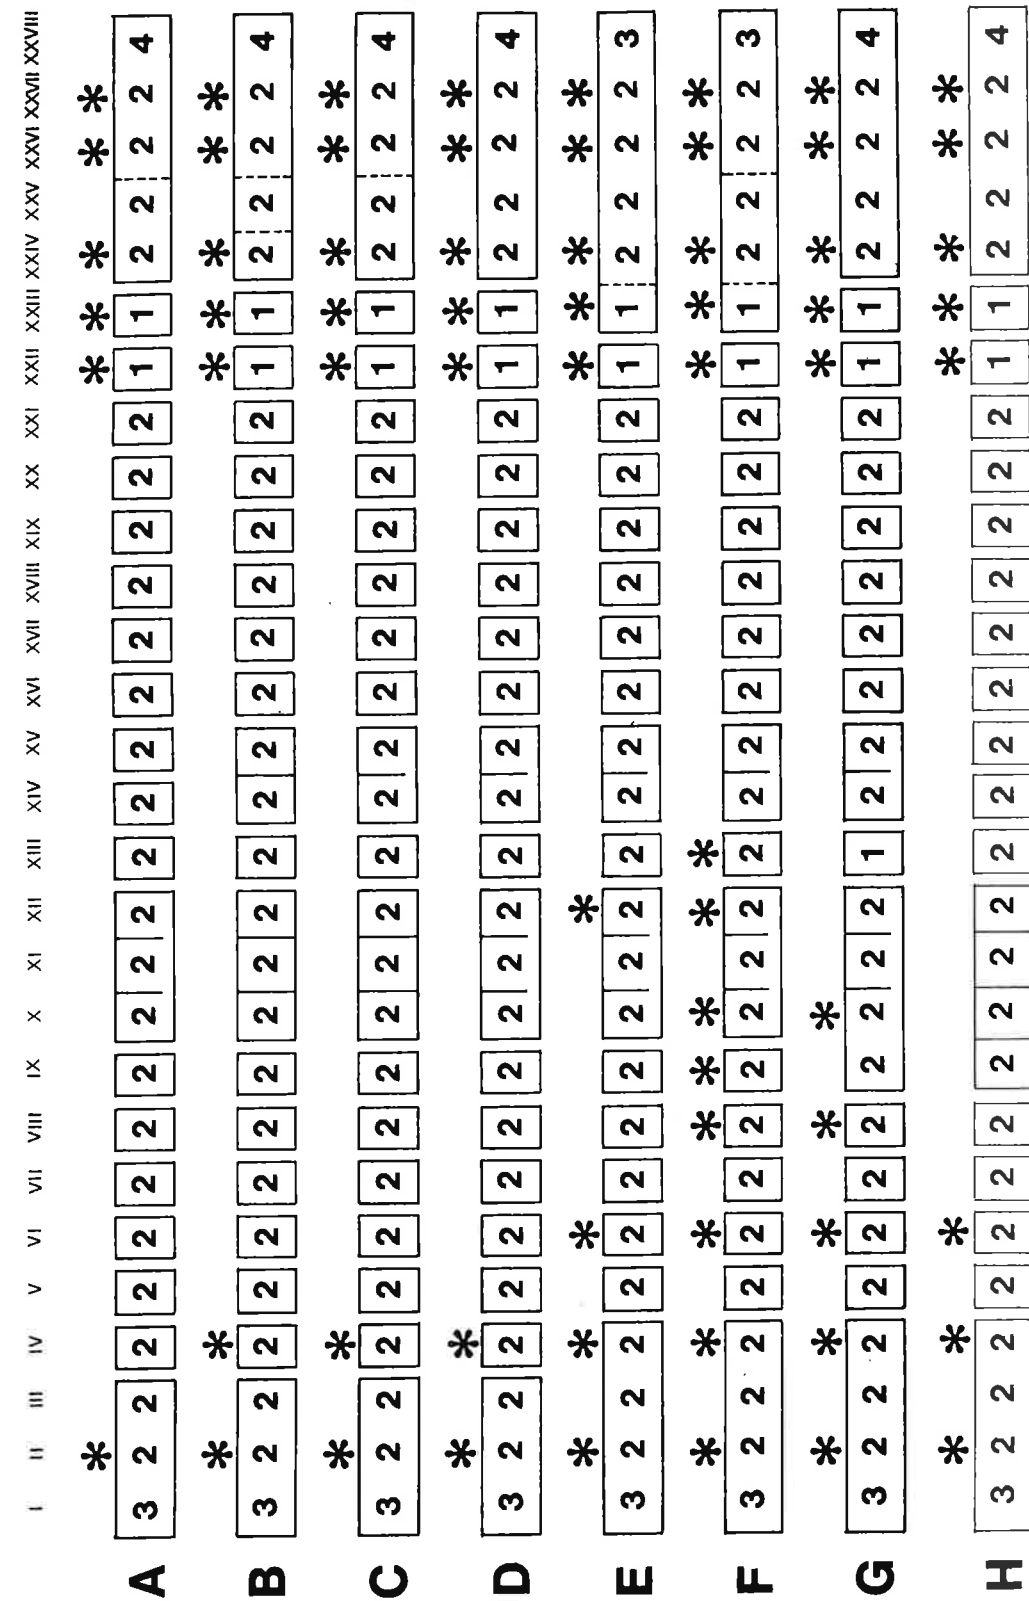 I II III IV V VI VII VIII IX X XI XII XIII XIV XV XVI XVII XVIII XIX XX XXI XXII XXIII XXIV XXV XXVI XXVII XXVIII
* * * * * *
A 3 2 2 2 2 2 2 2 2 2 2 2 2 2 2 2 2 2 2 2 2 1 1 2 2 2 2 4
* * * * * * *
B 3 2 2 2 2 2 2 2 2 2 2 2 2 2 2 2 2 2 2 2 2 1 1 2 2 2 2 4
* * * * * * *
C 3 2 2 2 2 2 2 2 2 2 2 2 2 2 2 2 2 2 2 2 2 1 1 2 2 2 2 4
* * * * * * *
D 3 2 2 2 2 2 2 2 2 2 2 2 2 2 2 2 2 2 2 2 2 1 1 2 2 2 2 4
* * * * * * * * *
E 3 2 2 2 2 2 2 2 2 2 2 2 2 2 2 2 2 2 2 2 2 1 1 2 2 2 2 3
* * * * * * * * * * * * *
F 3 2 2 2 2 2 2 2 2 2 2 2 2 2 2 2 2 2 2 2 2 1 1 2 2 2 2 3
* * * * * * * * * *
G 3 2 2 2 2 2 2 2 2 2 2 2 1 2 2 2 2 2 2 2 2 1 1 2 2 2 2 4
* * * * * * * *
H 3 2 2 2 2 2 2 2 2 2 2 2 2 2 2 2 2 2 2 2 2 1 1 2 2 2 2 4